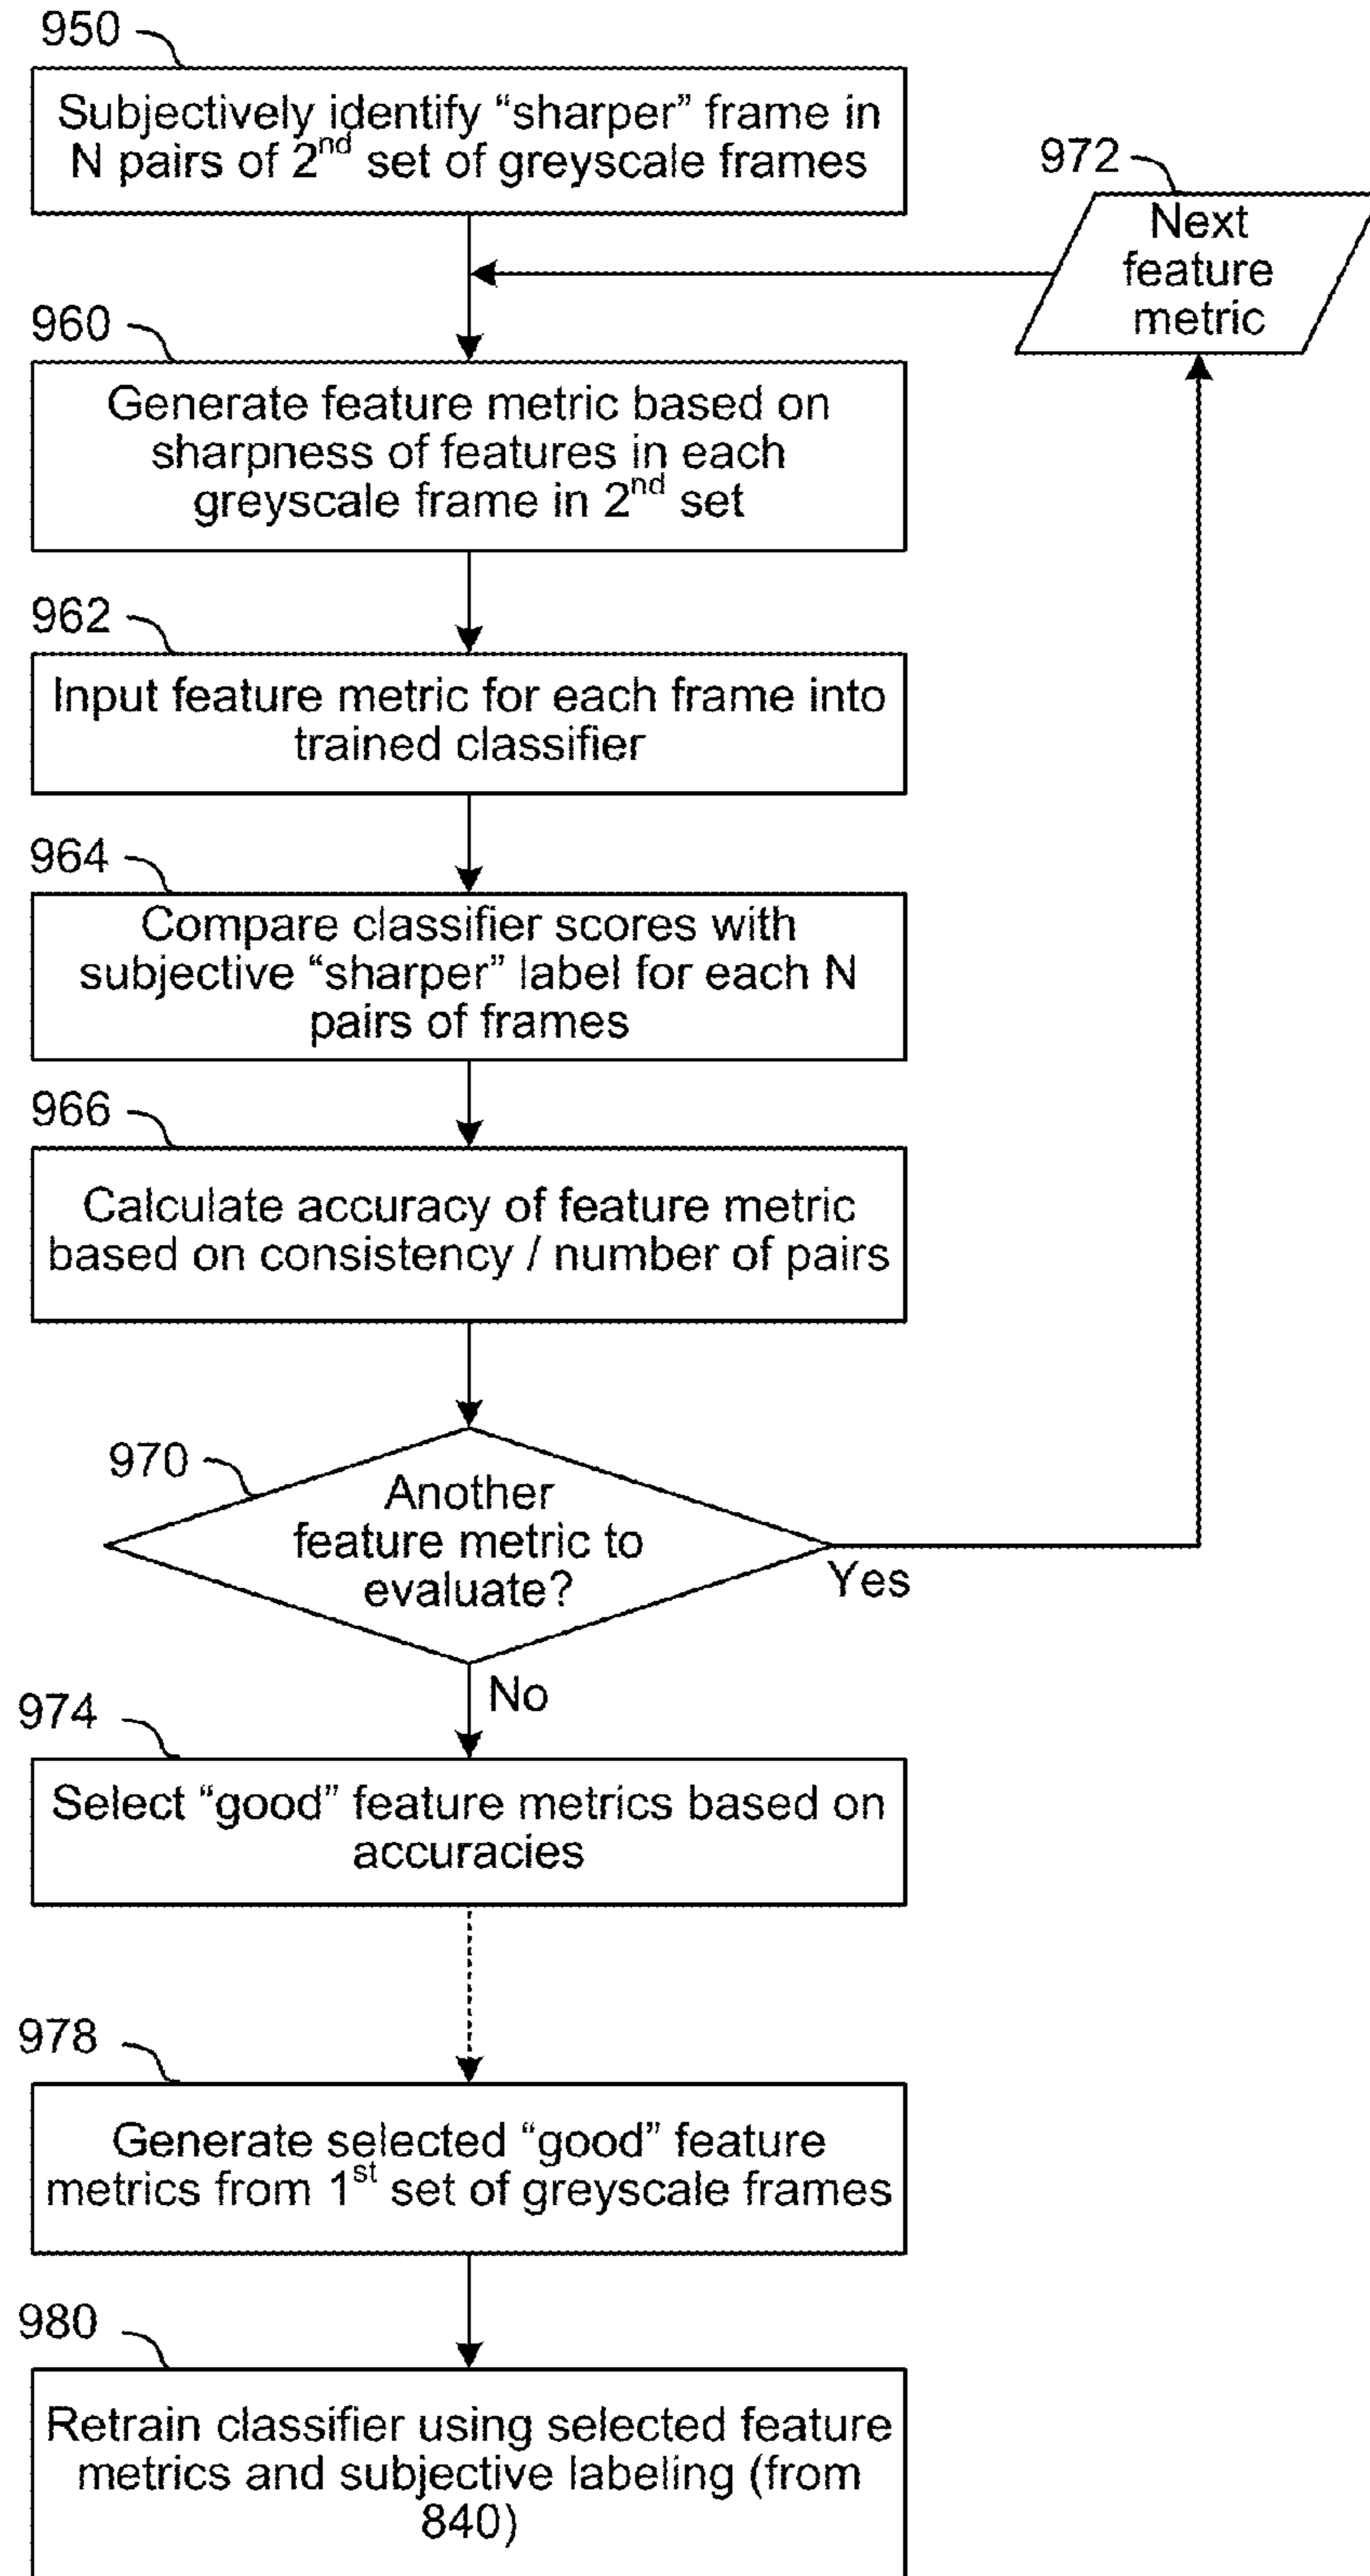 950
Subjectively identify “sharper” frame in
N pairs of 2nd set of greyscale frames
972
Next
feature
metric
960
Generate feature metric based on
sharpness of features in each
greyscale frame in 2nd set
962
Input feature metric for each frame into
trained classifier
964
Compare classifier scores with
subjective “sharper” label for each N
pairs of frames
966
Calculate accuracy of feature metric
based on consistency / number of pairs
970
Another
feature metric to
evaluate?
Yes
No
974
Select “good” feature metrics based on
accuracies
978
Generate selected “good” feature
metrics from 1st set of greyscale frames
980
Retrain classifier using selected feature
metrics and subjective labeling (from
840)